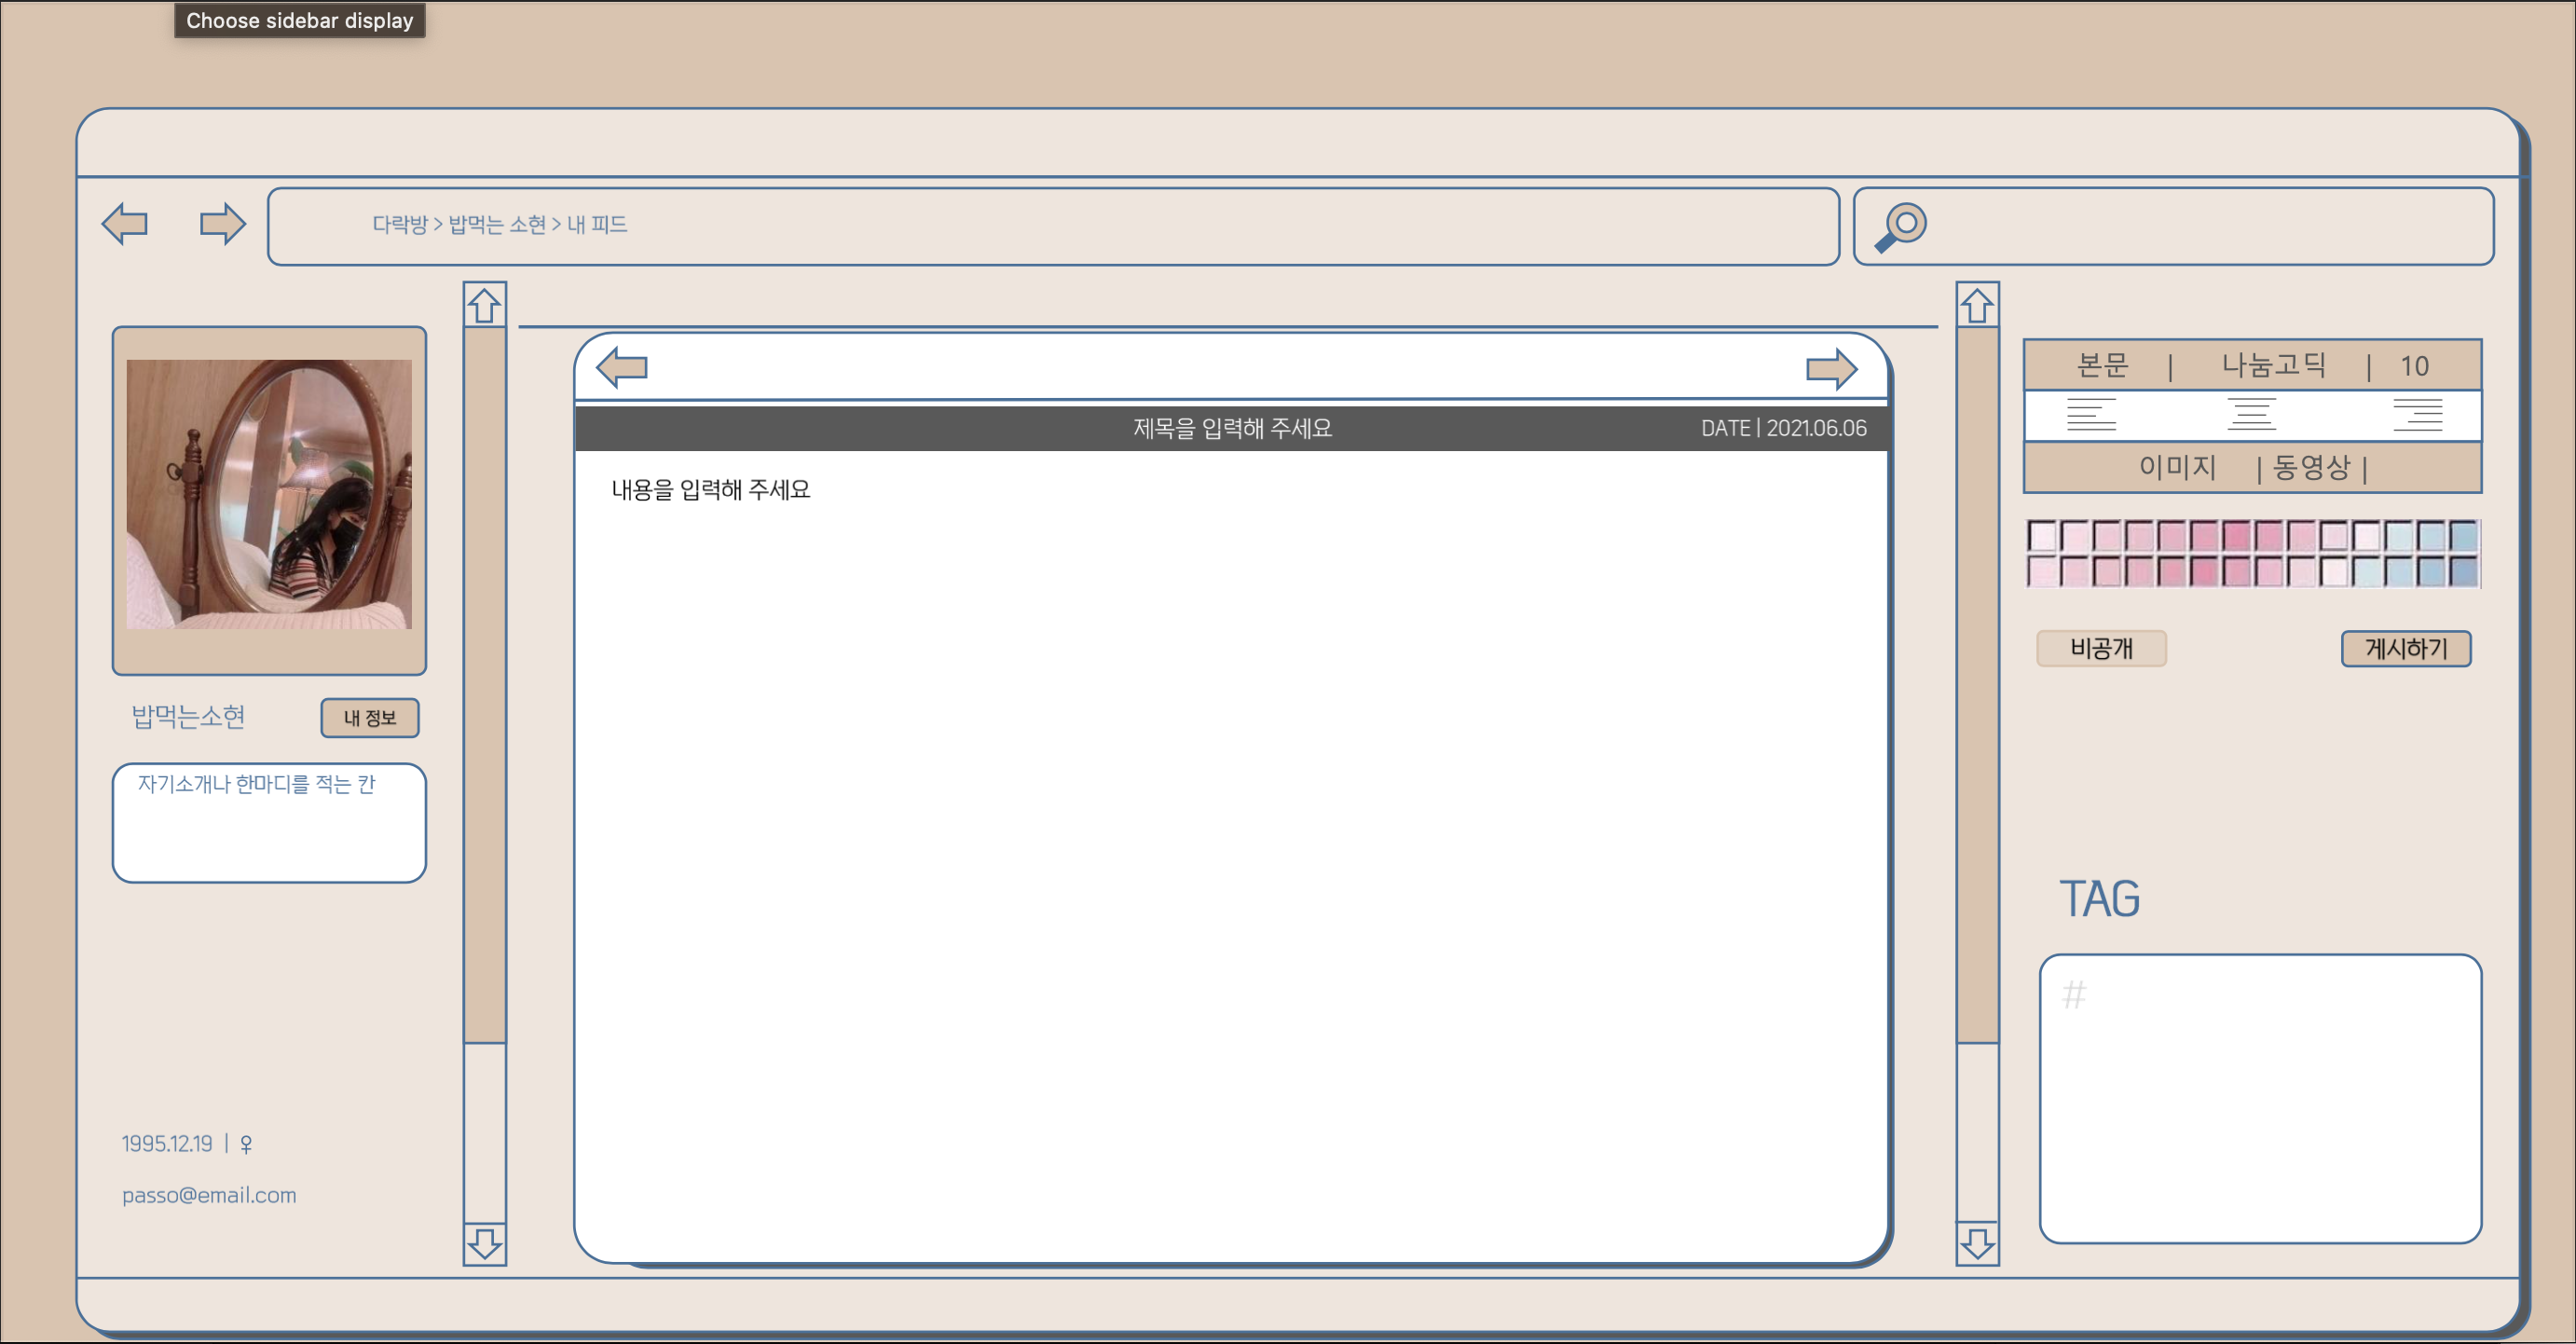 Choose sidebar display
다락방 > 밥먹는 소현 > 내 피드
본문 | 나눔고딕 | 10
제목을 입력해 주세요 DATE | 2021.06.06
이미지 | 동영상 |
내용을 입력해 주세요
비공개 게시하기
밥먹는소현 내 정보
자기소개나 한마디를 적는 칸
TAG
#
1995.12.19 | ♀
passo@email.com